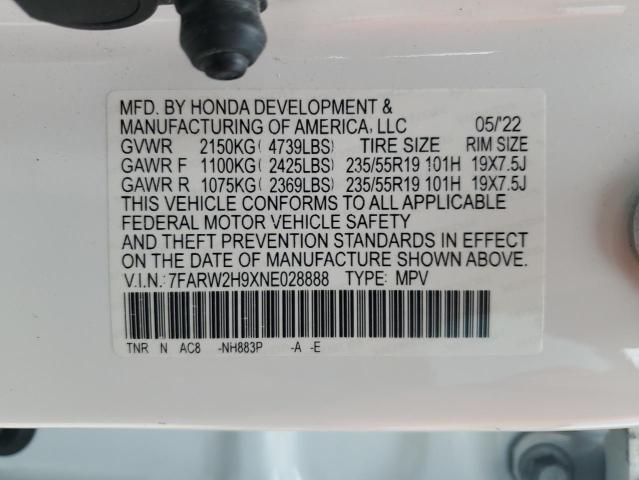 MFD. BY HONDA DEVELOPMENT &
MANUFACTURING OF AMERICA, LLC 05/'22
GVWR 2150KG( 4739LBS) TIRE SIZE RIM SIZE
GAWR F 1100KG( 2425LBS) 235/55R19 101H 19X7.5J
GAWR R 1075KG( 2369LBS) 235/55R19 101H 19X7.5J
THIS VEHICLE CONFORMS TO ALL APPLICABLE
FEDERAL MOTOR VEHICLE SAFETY
AND THEFT PREVENTION STANDARDS IN EFFECT
ON THE DATE OF MANUFACTURE SHOWN ABOVE.
V.I.N.: 7FARW2H9XNE028888 TYPE: MPV
TNR N AC8 -NH883P -A -E